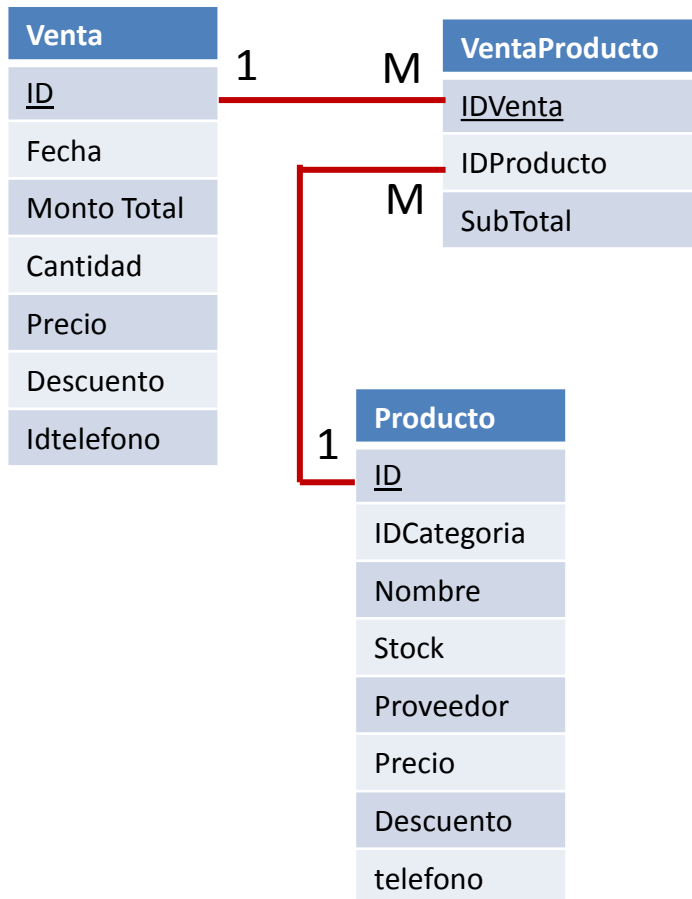 Venta
ID
Fecha
Monto Total
Cantidad
Precio
Descuento
Idtelefono
1
M
VentaProducto
IDVenta
IDProducto
SubTotal
M
1
Producto
ID
IDCategoria
Nombre
Stock
Proveedor
Precio
Descuento
telefono